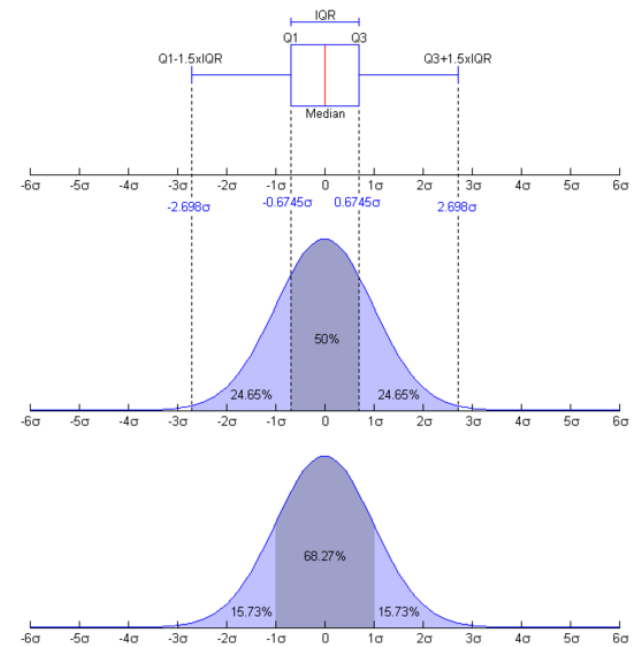 IQR
Q1 Q3
Q1-1.5xIQR Q3+1.5xIQR
Median
-6σ -5σ -4σ -3σ -2σ -1σ 0 1σ 2σ 3σ 4σ 5σ 6σ
-2.698σ -0.6745σ 0.6745σ 2.698σ
50%
24.65% 24.65%
-6σ -5σ -4σ -3σ -2σ -1σ 0 1σ 2σ 3σ 4σ 5σ 6σ
68.27%
15.73% 15.73%
-6σ -5σ -4σ -3σ -2σ -1σ 0 1σ 2σ 3σ 4σ 5σ 6σ